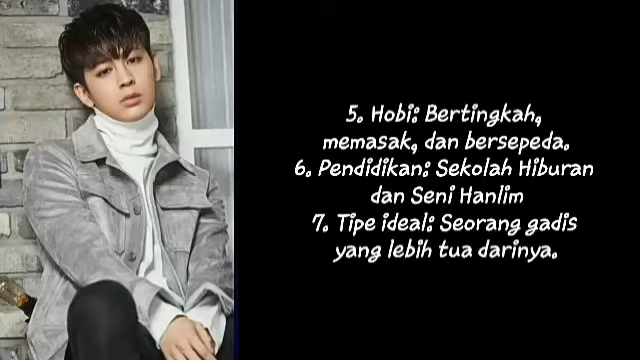 5. Hobi: Bertingkah,
memasak, dan bersepeda.
6. Pendidikan: Sekolah Hiburan
dan Seni Hanlim
7. Tipe ideal: Seorang gadis
yang lebih tua darinya.